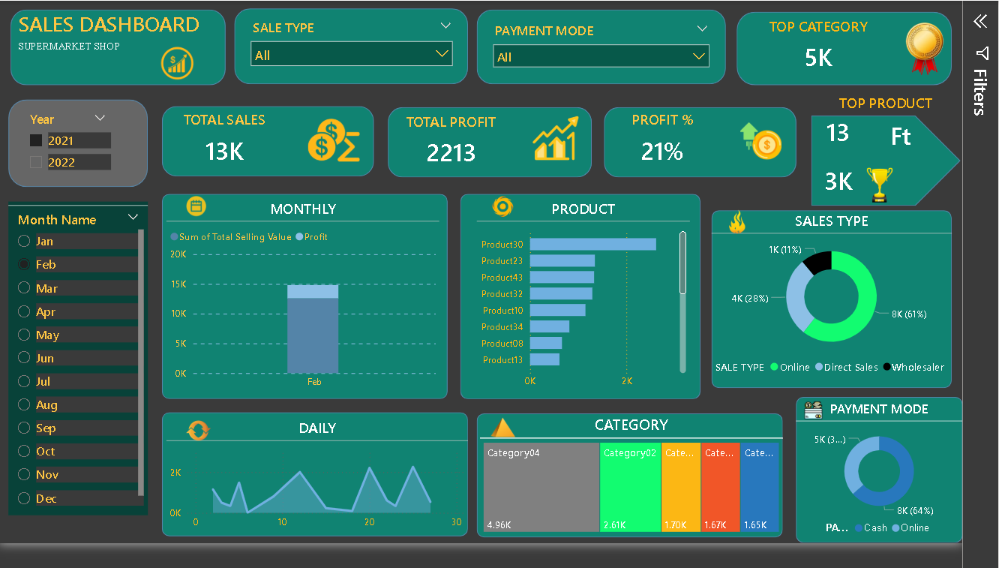 SALES DASHBOARD
SUPERMARKET SHOP
SALE TYPE
All
PAYMENT MODE
All
TOP CATEGORY
5K
Filters
Year
2021
2022
TOTAL SALES
13K
TOTAL PROFIT
2213
PROFIT %
21%
TOP PRODUCT
13 Ft
3K
Month Name
Jan
Feb
Mar
Apr
May
Jun
Jul
Aug
Sep
Oct
Nov
Dec
MONTHLY
Sum of Total Selling Value Profit
20K
15K
10K
5K
0K
Feb
PRODUCT
Product30
Product23
Product43
Product32
Product10
Product34
Product08
Product13
0K 2K
SALES TYPE
1K (11%)
4K (28%)
8K (61%)
SALE TYPE Online Direct Sales Wholesaler
DAILY
2K
0K
0 10 20 30
CATEGORY
Category04 Category02 Cate... Cate... Cate...
4.96K 2.61K 1.70K 1.67K 1.65K
PAYMENT MODE
5K (3...)
8K (64%)
PA... Cash Online